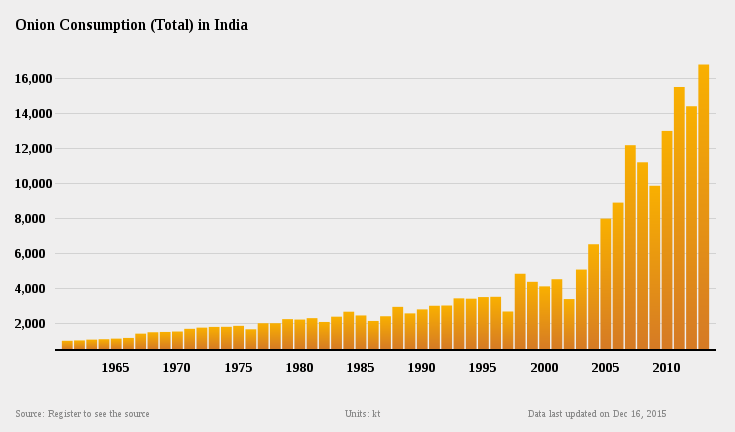 Onion Consumption (Total) in India
16,000
14,000
12,000
10,000
8,000
6,000
4,000
2,000
1965 1970 1975 1980 1985 1990 1995 2000 2005 2010
Source: Register to see the source Units: kt Data last updated on Dec 16, 2015